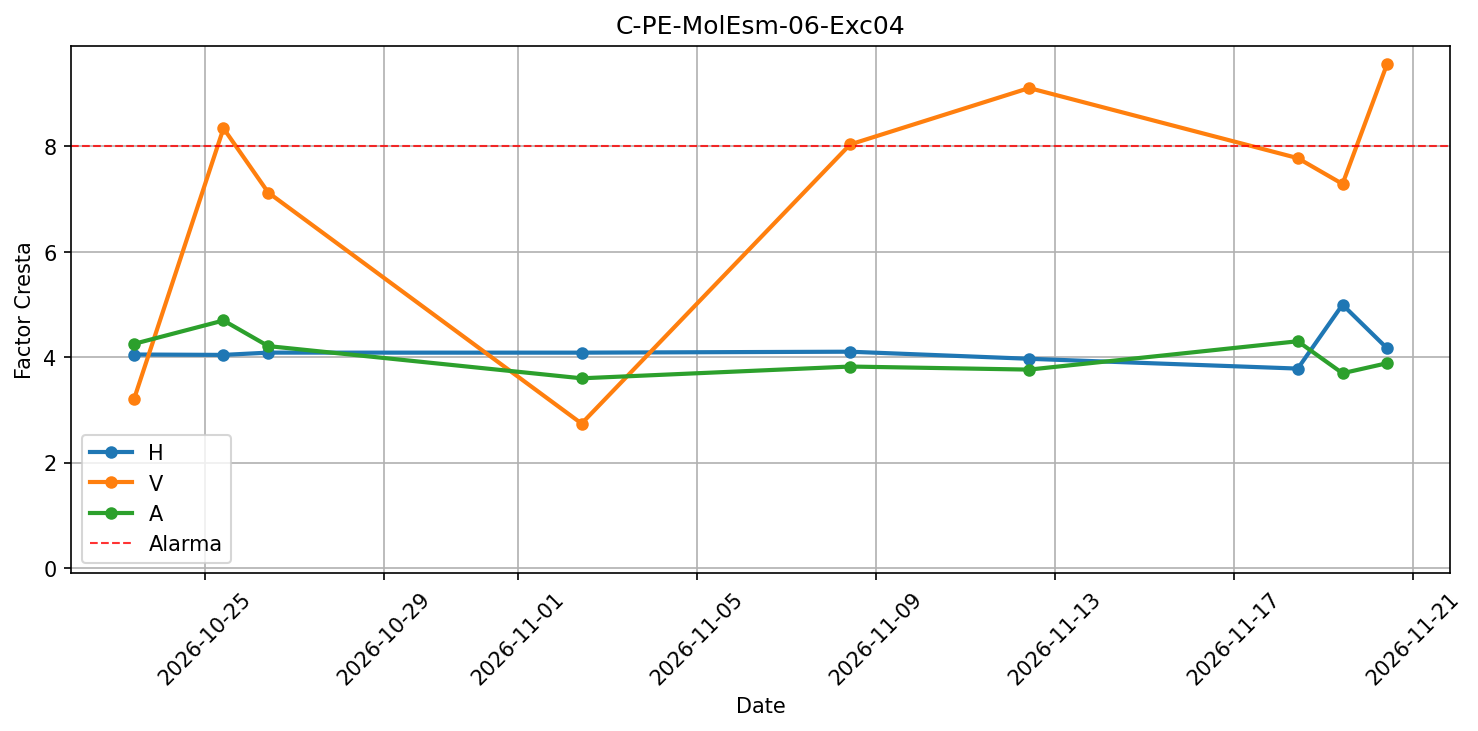 C-PE-MolEsm-06-Exc04
Factor Cresta
8
6
4
2
0
H
V
A
Alarma
2026-10-25
2026-10-29
2026-11-01
2026-11-05
2026-11-09
2026-11-13
2026-11-17
2026-11-21
Date